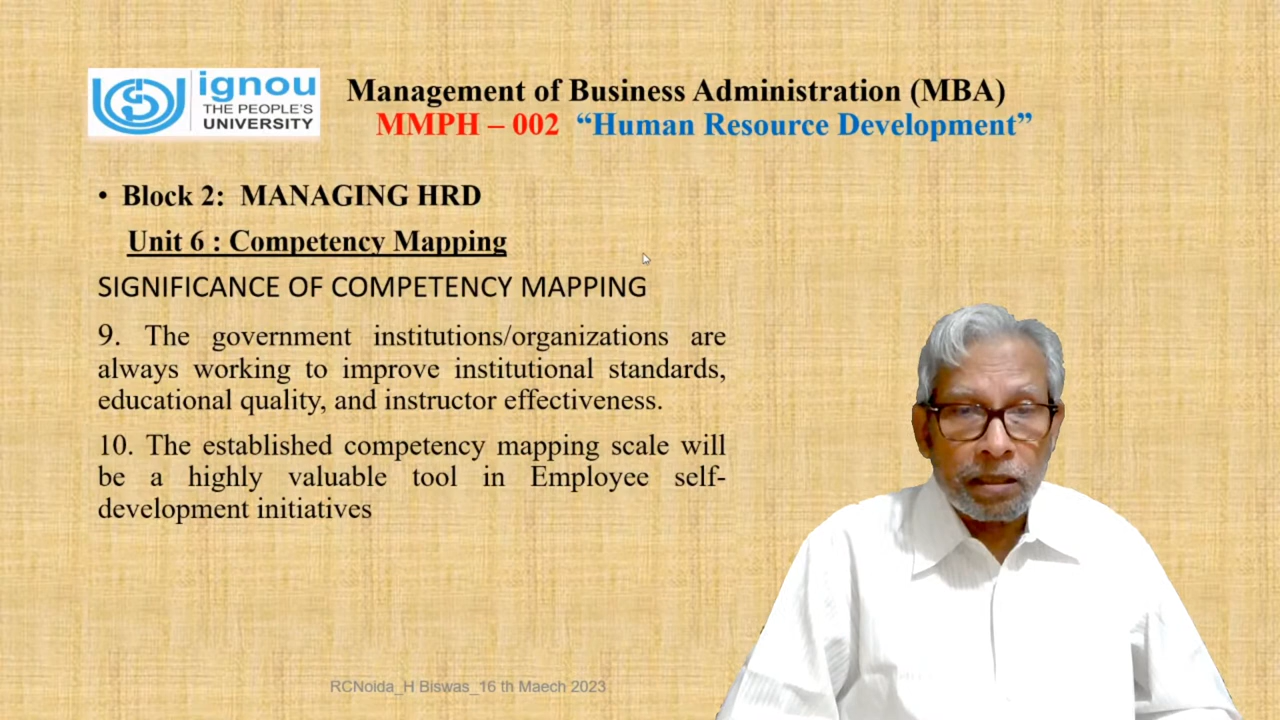 ignou
THE PEOPLE'S
UNIVERSITY
Management of Business Administration (MBA)
MMPH – 002 “Human Resource Development”
• Block 2: MANAGING HRD
Unit 6 : Competency Mapping
SIGNIFICANCE OF COMPETENCY MAPPING
9. The government institutions/organizations are
always working to improve institutional standards,
educational quality, and instructor effectiveness.
10. The established competency mapping scale will
be a highly valuable tool in Employee self-
development initiatives
RCNoida_H Biswas_16 th Maech 2023